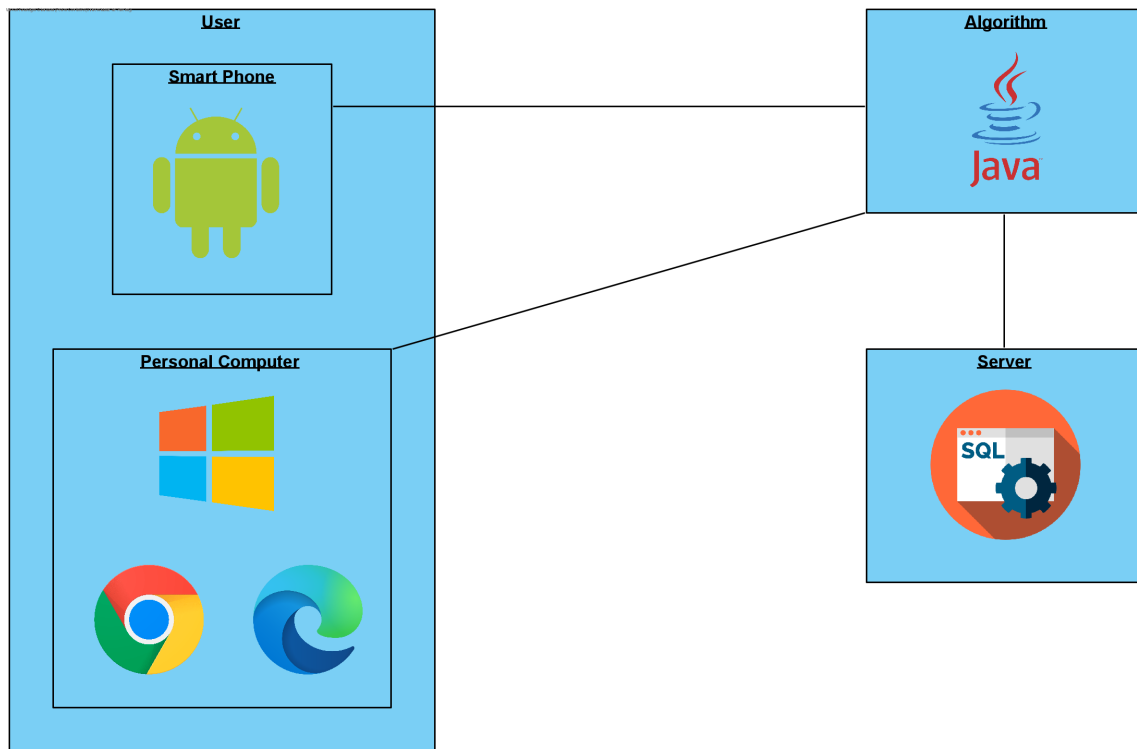 User
Smart Phone
Personal Computer
Algorithm
Java
Server
SQL